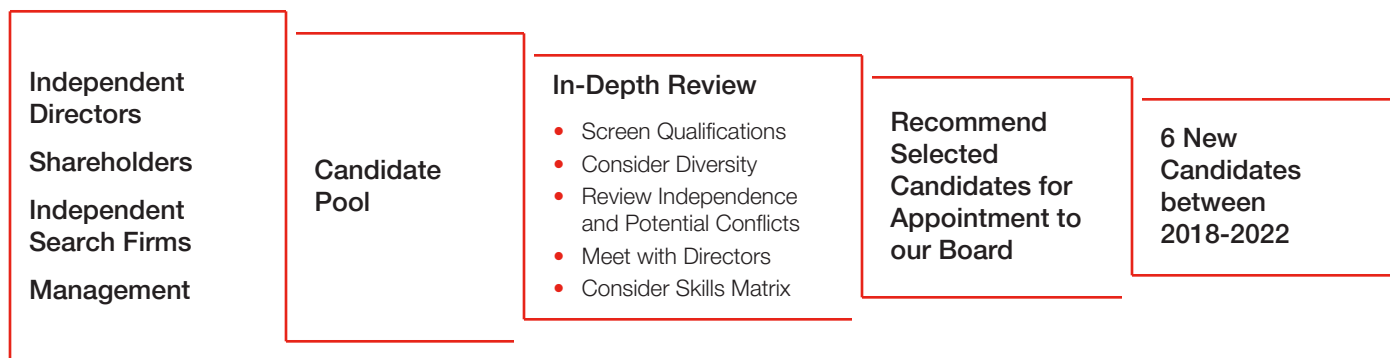 Independent
Directors
Shareholders
Independent
Search Firms
Management
Candidate
Pool
In-Depth Review
• Screen Qualifications
• Consider Diversity
• Review Independence
and Potential Conflicts
• Meet with Directors
• Consider Skills Matrix
Recommend
Selected
Candidates for
Appointment to
our Board
6 New
Candidates
between
2018-2022